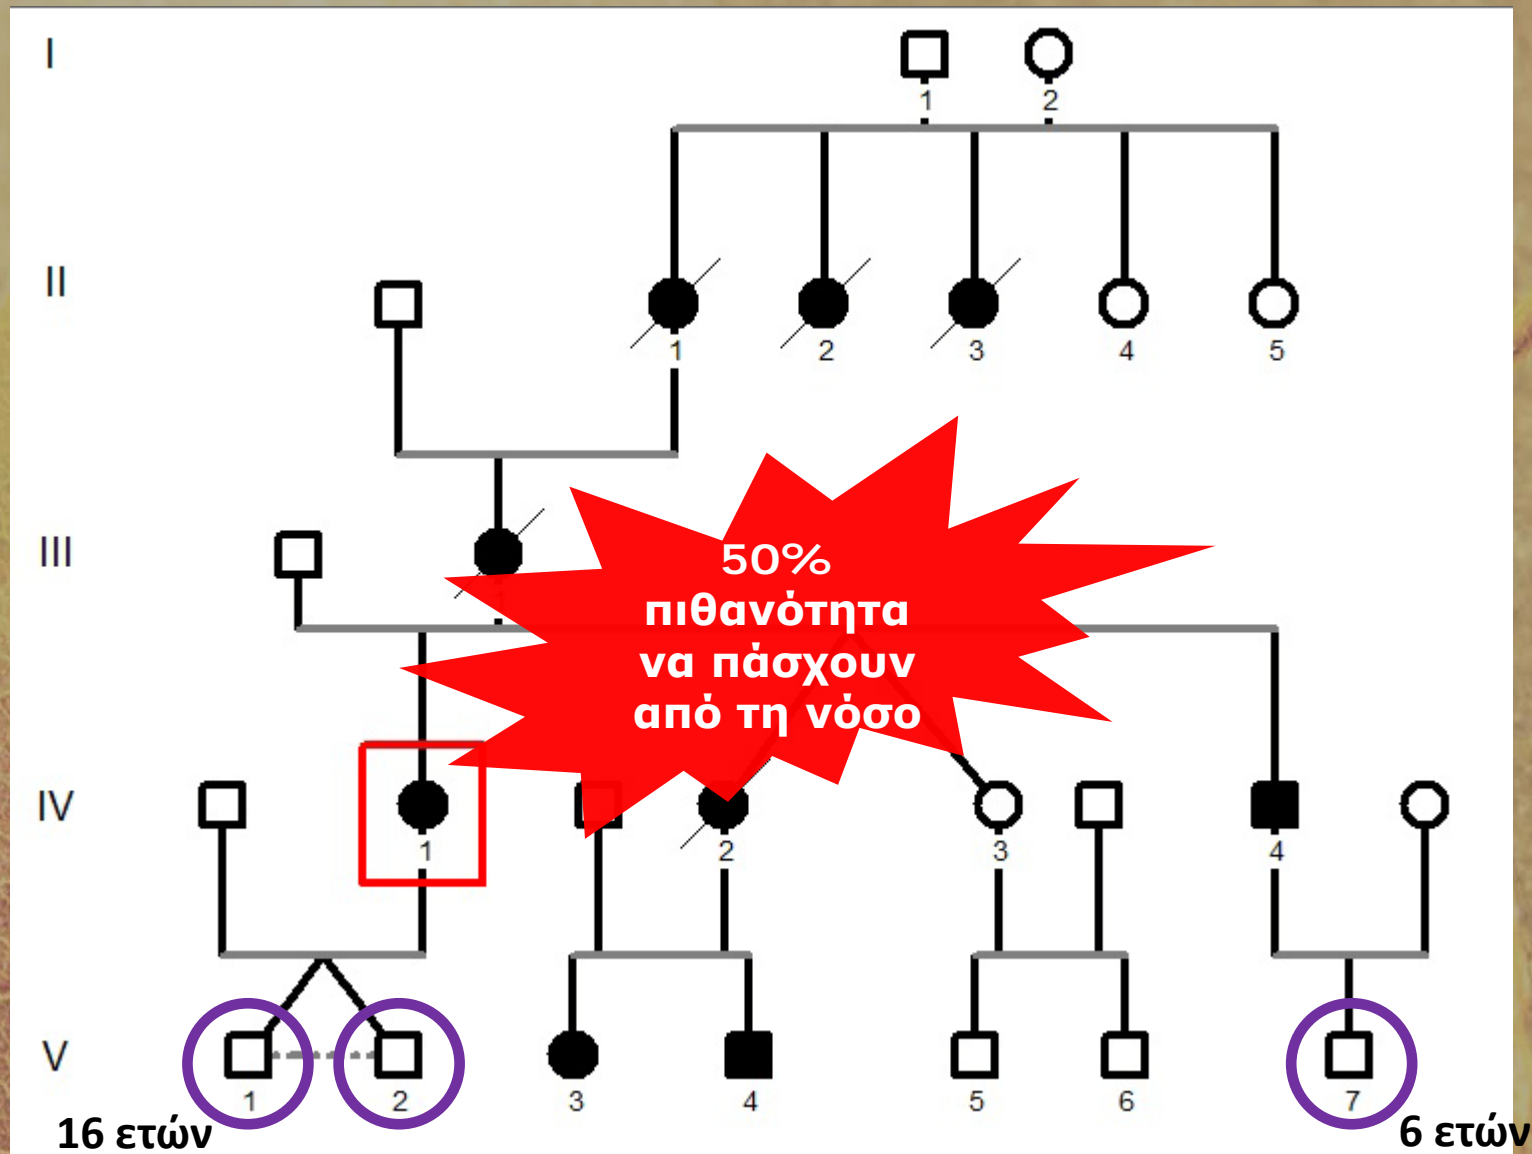 I
1 2
II
1 2 3 4 5
III
50%
πιθανότητα
να πάσχουν
από τη νόσο
IV
1 2 3 4
V
1 2 3 4 5 6 7
16 ετών 6 ετών